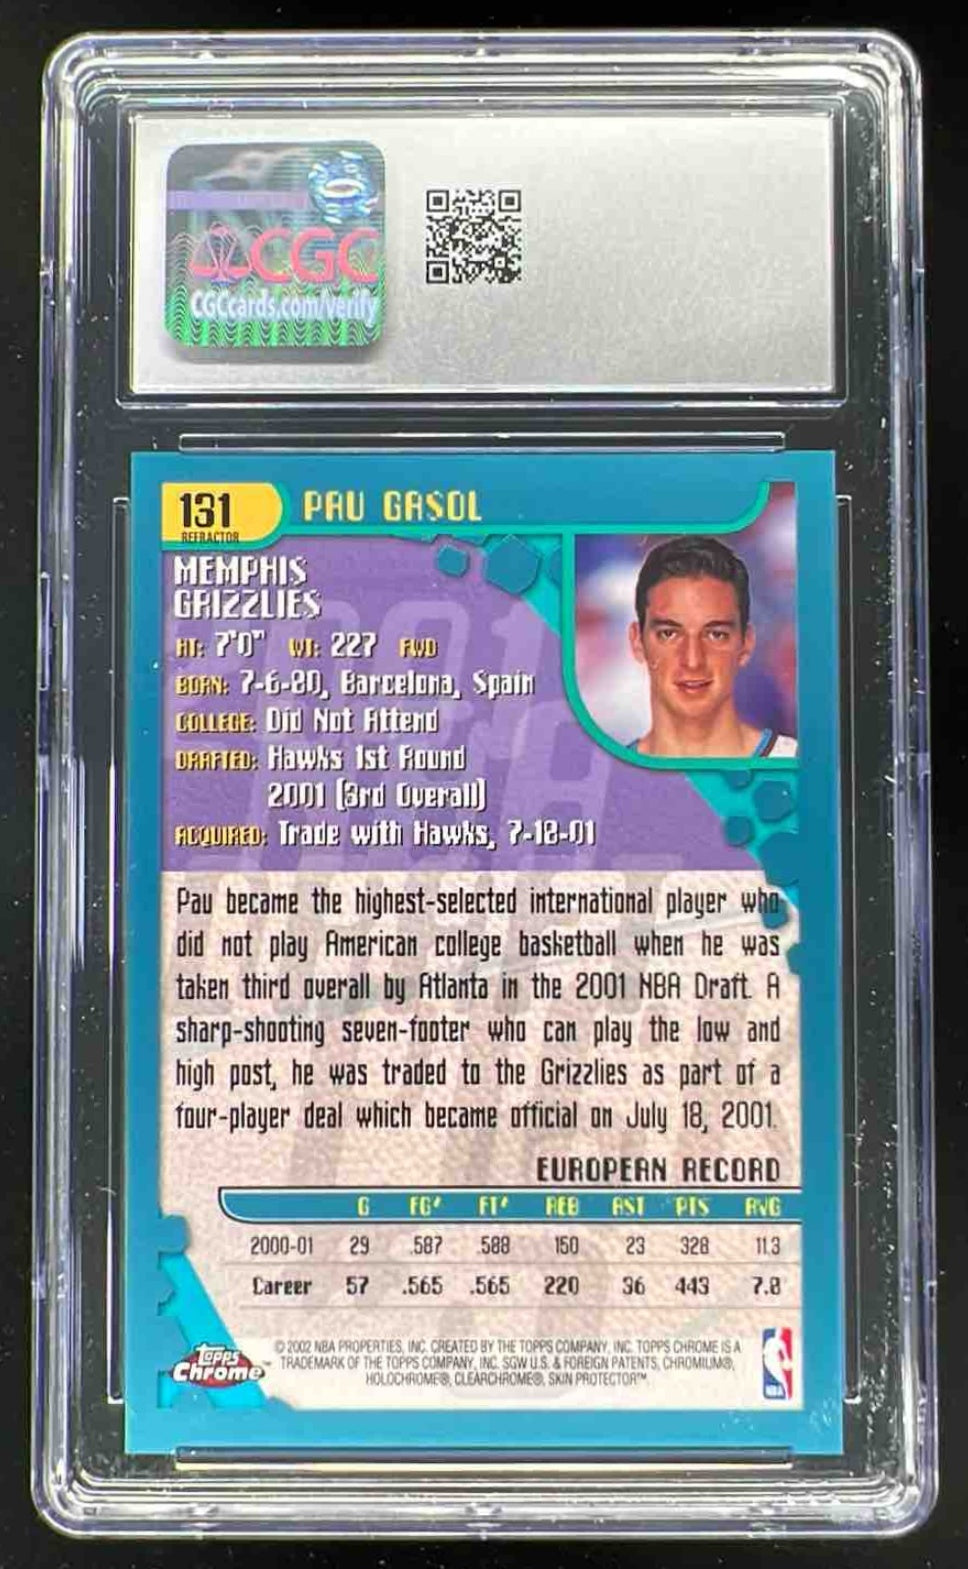 CGC
CGCcards.com/verify
131
REFRACTOR
PAU GASOL
MEMPHIS
GRIZZLIES
HT: 7'0" WT: 227 FWD
BORN: 7-6-80, Barcelona, Spain
COLLEGE: Did Not Attend
DRAFTED: Hawks 1st Round
2001 (3rd Overall)
ACQUIRED: Trade with Hawks, 7-18-01
Pau became the highest-selected international player who
did not play American college basketball when he was
taken third overall by Atlanta in the 2001 NBA Draft. A
sharp-shooting seven-footer who can play the low and
high post, he was traded to the Grizzlies as part of a
four-player deal which became official on July 18, 2001.
EUROPEAN RECORD
G FG% FT% REB AST PTS AVG
2000-01 29 .587 .588 150 23 328 11.3
Career 57 .565 .565 220 36 443 7.8
Topps
Chrome™
© 2002 NBA PROPERTIES, INC. CREATED BY THE TOPPS COMPANY, INC. TOPPS CHROME IS A
TRADEMARK OF THE TOPPS COMPANY, INC. SGW U.S. & FOREIGN PATENTS, CHROMIUM®,
HOLOCHROME®, CLEARCHROME®, SKIN PROTECTOR™.
NBA